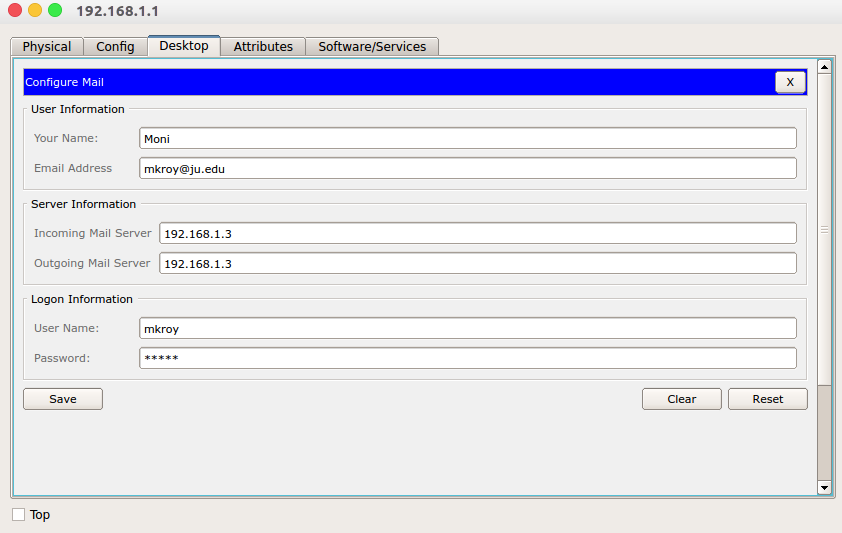 192.168.1.1
Physical Config Desktop Attributes Software/Services
Configure Mail X
User Information
Your Name: Moni
Email Address mkroy@ju.edu
Server Information
Incoming Mail Server 192.168.1.3
Outgoing Mail Server 192.168.1.3
Logon Information
User Name: mkroy
Password: *****
Save Clear Reset
Top